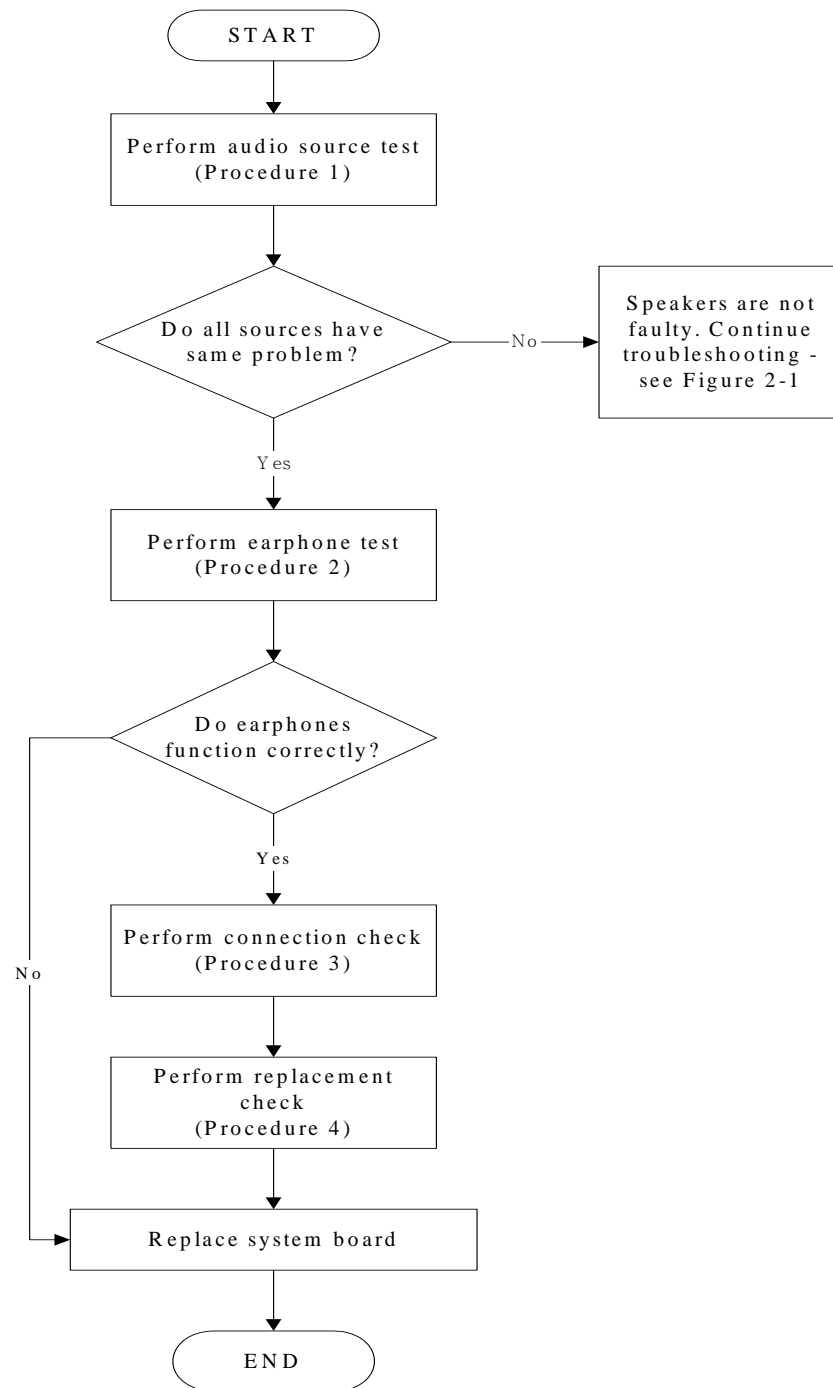 START
Perform audio source test
(Procedure 1)
Do all sources have
same problem?
No
Speakers are not
faulty. Continue
troubleshooting -
see Figure 2-1
Yes
Perform earphone test
(Procedure 2)
Do earphones
function correctly?
Yes
Perform connection check
(Procedure 3)
No
Perform replacement
check
(Procedure 4)
Replace system board
END